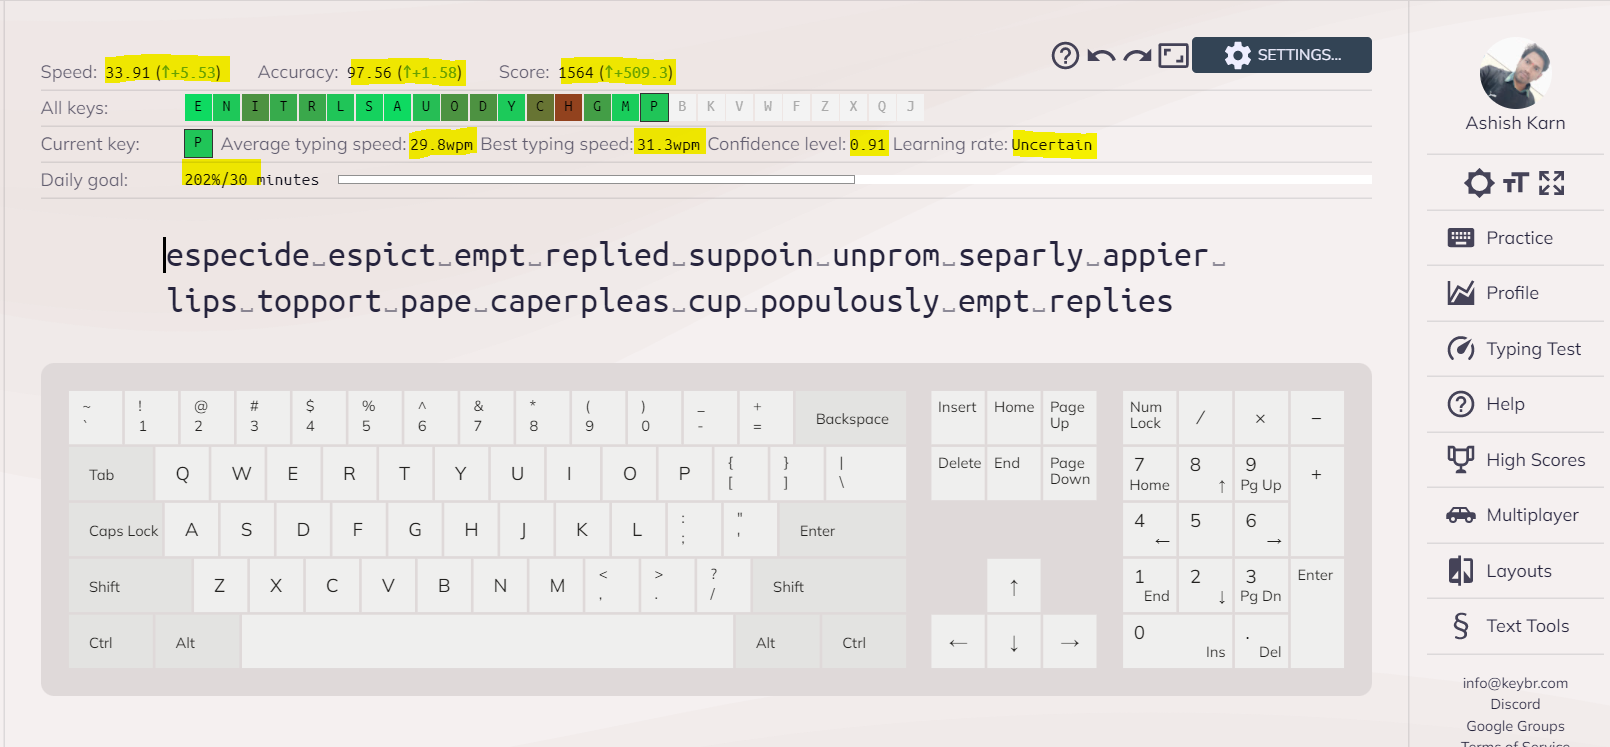 SETTINGS...
Speed: 33.91 (↑+5.53) Accuracy: 97.56 (↑+1.58) Score: 1564 (↑+509.3)
All keys: E N I T R L S A U O D Y C H G M P B K V W F Z X Q J
Current key: P Average typing speed: 29.8wpm Best typing speed: 31.3wpm Confidence level: 0.91 Learning rate: Uncertain
Daily goal: 202%/30 minutes
especide␣espict␣empt␣replied␣suppoin␣unprom␣separly␣appier␣
lips␣topport␣pape␣caperpleas␣cup␣populously␣empt␣replies
~ ! @ # $ % ^ & * ( ) _ +
` 1 2 3 4 5 6 7 8 9 0 - = Backspace
Tab Q W E R T Y U I O P { [ } ] | \
Caps Lock A S D F G H J K L : ; " ' Enter
Shift Z X C V B N M < , > . ? / Shift
Ctrl Alt Alt Ctrl
Insert Home Page Up
Delete End Page Down
↑
← ↓ →
Num Lock / × −
7 Home 8 ↑ 9 Pg Up +
4 ← 5 6 →
1 End 2 ↓ 3 Pg Dn Enter
0 Ins . Del
Ashish Karn
Practice
Profile
Typing Test
Help
High Scores
Multiplayer
Layouts
§ Text Tools
info@keybr.com
Discord
Google Groups
Terms of Service